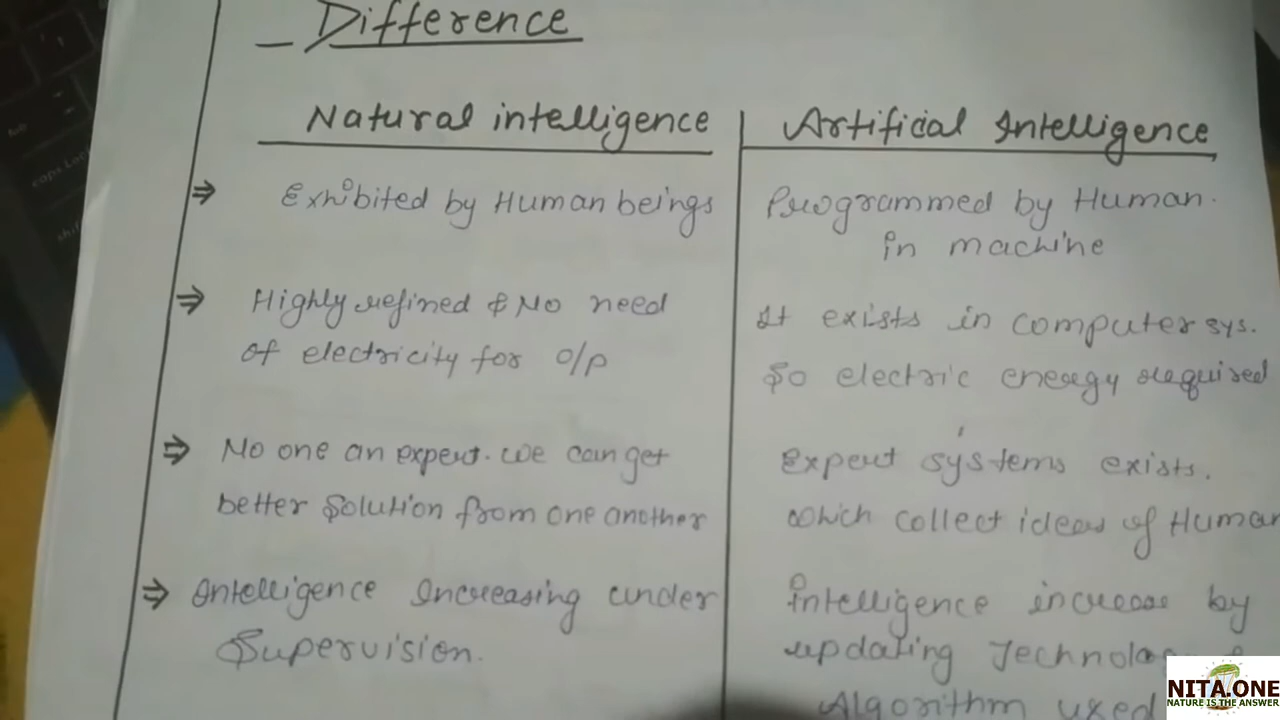 Difference
Natural intelligence
Artificial Intelligence
⇒ Exhibited by Human beings
Programmed by Human.
in machine
⇒ Highly refined & No need
of electricity for o/p
It exists in computer sys.
So electric energy required
⇒ No one an expert. we can get
better Solution from one another
Expert systems exists.
which collect ideas of Human
⇒ Intelligence Increasing under
Supervision.
intelligence increase by
updating
Algorithm used
NITA.ONE
NATURE IS THE ANSWER
caps lock